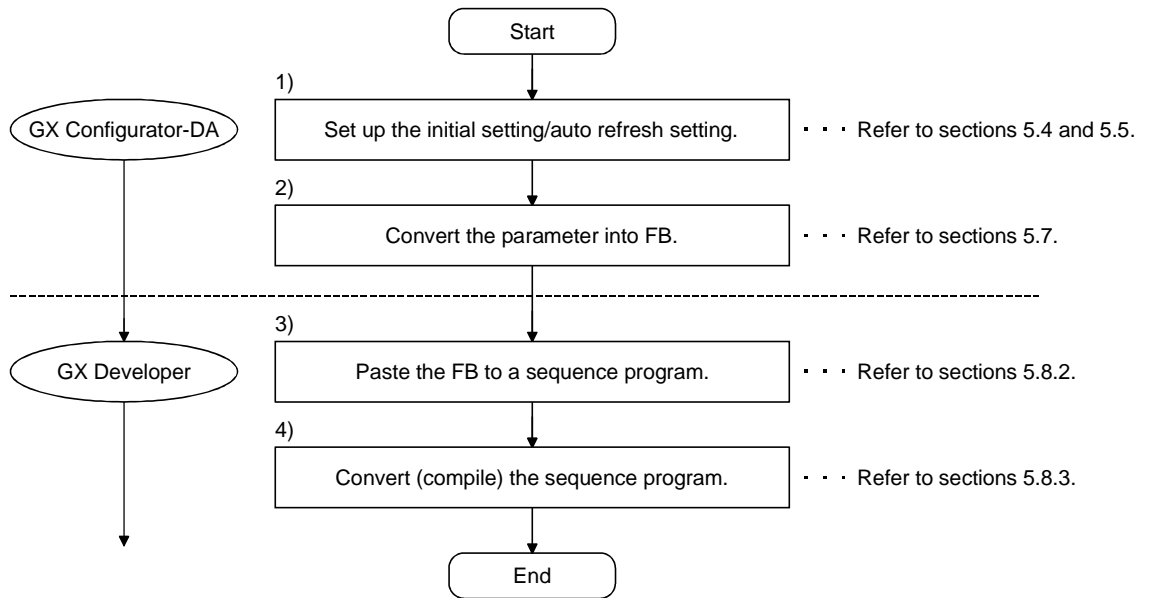 Start
1)
GX Configurator-DA
Set up the initial setting/auto refresh setting.
· · · Refer to sections 5.4 and 5.5.
2)
Convert the parameter into FB.
· · · Refer to sections 5.7.
3)
GX Developer
Paste the FB to a sequence program.
· · · Refer to sections 5.8.2.
4)
Convert (compile) the sequence program.
· · · Refer to sections 5.8.3.
End